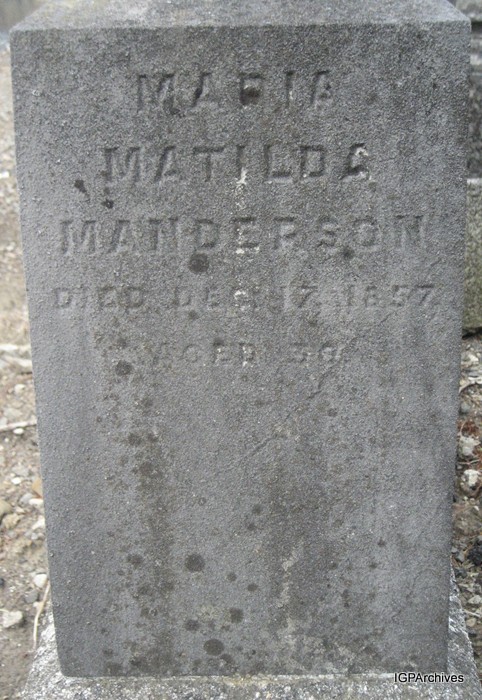 MARIA
MATILDA
MANDERSON
DIED DEC. 17, 1857
AGED 30
IGPArchives